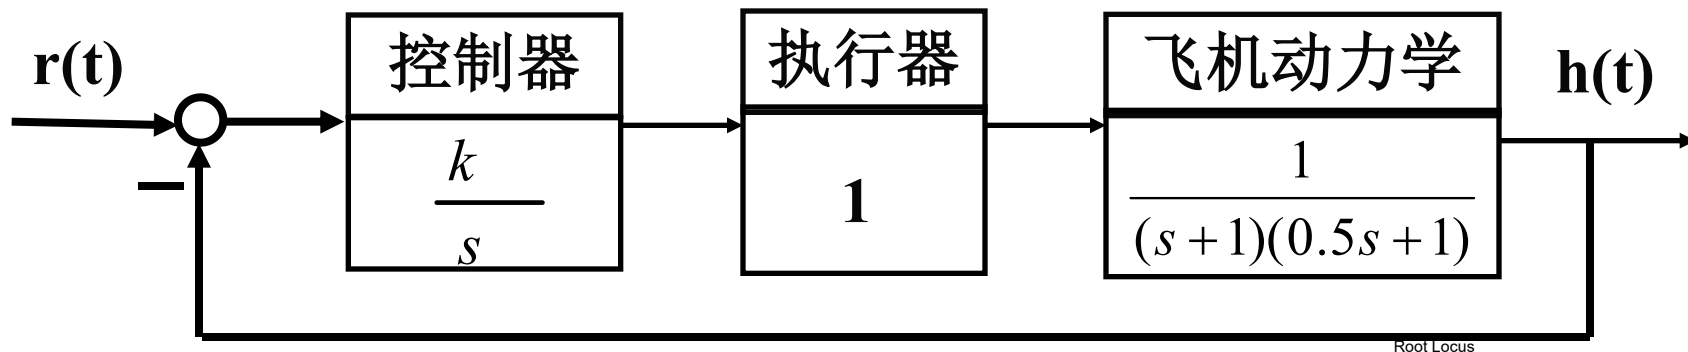 r(t)
控制器
k
s
执行器
1
飞机动力学
1
(s+1)(0.5s+1)
h(t)
—
Root Locus